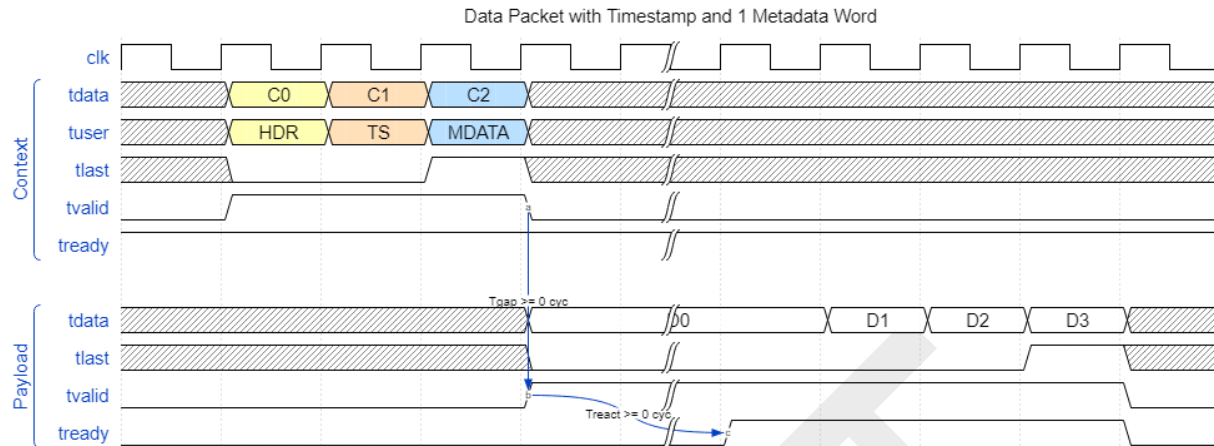 Data Packet with Timestamp and 1 Metadata Word
clk
Context
tdata C0 C1 C2
tuser HDR TS MDATA
tlast
tvalid
tready
Tgap >= 0 cyc
Payload
tdata D0 D1 D2 D3
tlast
tvalid
Treact >= 0 cyc
tready